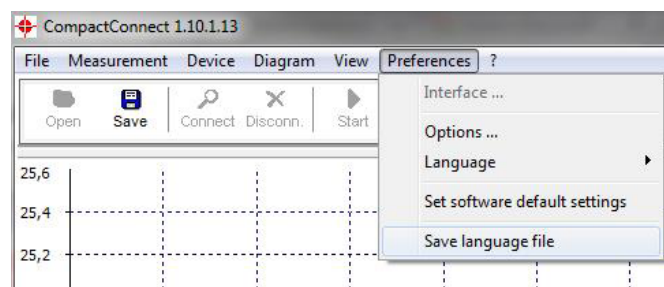 CompactConnect 1.10.1.13
File Measurement Device Diagram View Preferences ?
Open Save Connect Disconn. Start
Interface ...
Options ...
Language
Set software default settings
Save language file
25,6
25,4
25,2